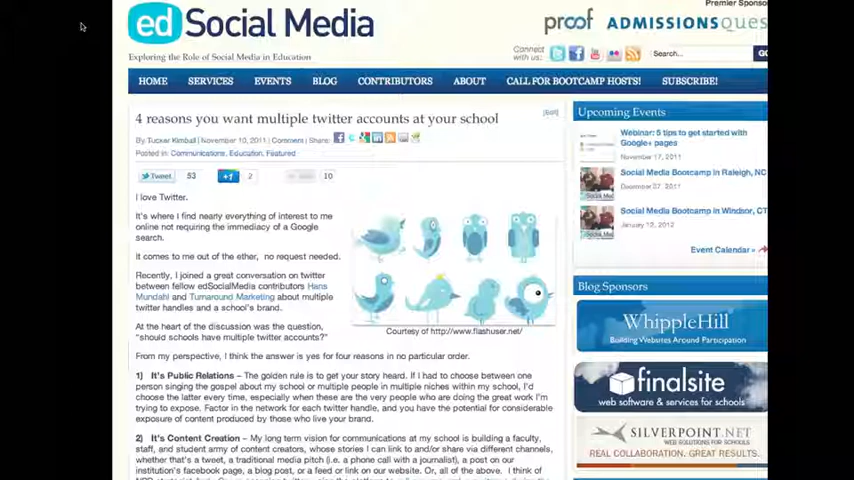 Premier Sponso
ed Social Media
proof ADMISSIONSQues
Exploring the Role of Social Media in Education
Connect with us:
Search...
GO
HOME SERVICES EVENTS BLOG CONTRIBUTORS ABOUT CALL FOR BOOTCAMP HOSTS! SUBSCRIBE!
4 reasons you want multiple twitter accounts at your school
[Edit]
By Tucker Kimball | November 10, 2011 | Comment | Share:
Posted in: Communications, Education, Featured
Tweet 53 +1 2 10
I love Twitter.
It's where I find nearly everything of interest to me
online not requiring the immediacy of a Google
search.
It comes to me out of the ether, no request needed.
Recently, I joined a great conversation on twitter
between fellow edSocialMedia contributors Hans
Mundahl and Turnaround Marketing about multiple
twitter handles and a school's brand.
At the heart of the discussion was the question,
"should schools have multiple twitter accounts?"
Courtesy of http://www.flashuser.net/
From my perspective, I think the answer is yes for four reasons in no particular order.
1) It's Public Relations – The golden rule is to get your story heard. If I had to choose between one
person singing the gospel about my school or multiple people in multiple niches within my school, I'd
choose the latter every time, especially when these are the very people who are doing the great work I'm
trying to expose. Factor in the network for each twitter handle, and you have the potential for considerable
exposure of content produced by those who live your brand.
2) It's Content Creation – My long term vision for communications at my school is building a faculty,
staff, and student army of content creators, whose stories I can link to and/or share via different channels,
whether that's a tweet, a traditional media pitch (i.e. a phone call with a journalist), a post on our
institution's facebook page, a blog post, or a feed or link on our website. Or, all of the above. I think of
Upcoming Events
Webinar: 5 tips to get started with
Google+ pages
November 17, 2011
Social Media Bootcamp in Raleigh, NC
December 27, 2011
Social Media Bootcamp in Windsor, CT
January 13, 2012
Event Calendar »
Blog Sponsors
WHIPPLEHILL
Building Websites Around Participation
finalsite
web software & services for schools
SILVERPOINT.NET
WEB SOLUTIONS FOR SCHOOLS
REAL COLLABORATION. GREAT RESULTS.